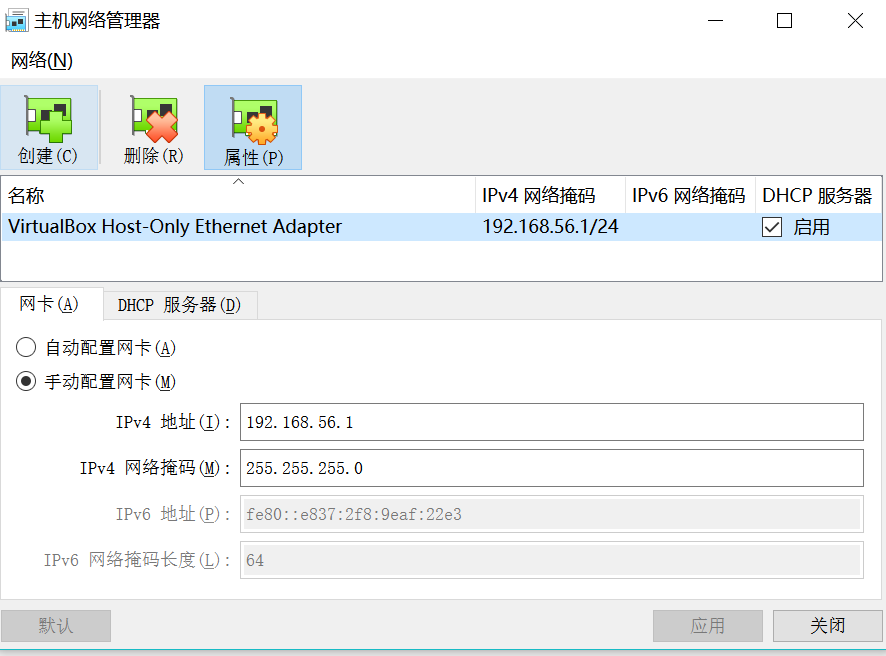 主机网络管理器
网络(N)
创建(C) 删除(R) 属性(P)
名称 IPv4 网络掩码 IPv6 网络掩码 DHCP 服务器
VirtualBox Host-Only Ethernet Adapter 192.168.56.1/24 启用
网卡(A) DHCP 服务器(D)
自动配置网卡(A)
手动配置网卡(M)
IPv4 地址(I): 192.168.56.1
IPv4 网络掩码(M): 255.255.255.0
IPv6 地址(P): fe80::e837:2f8:9eaf:22e3
IPv6 网络掩码长度(L): 64
默认 应用 关闭